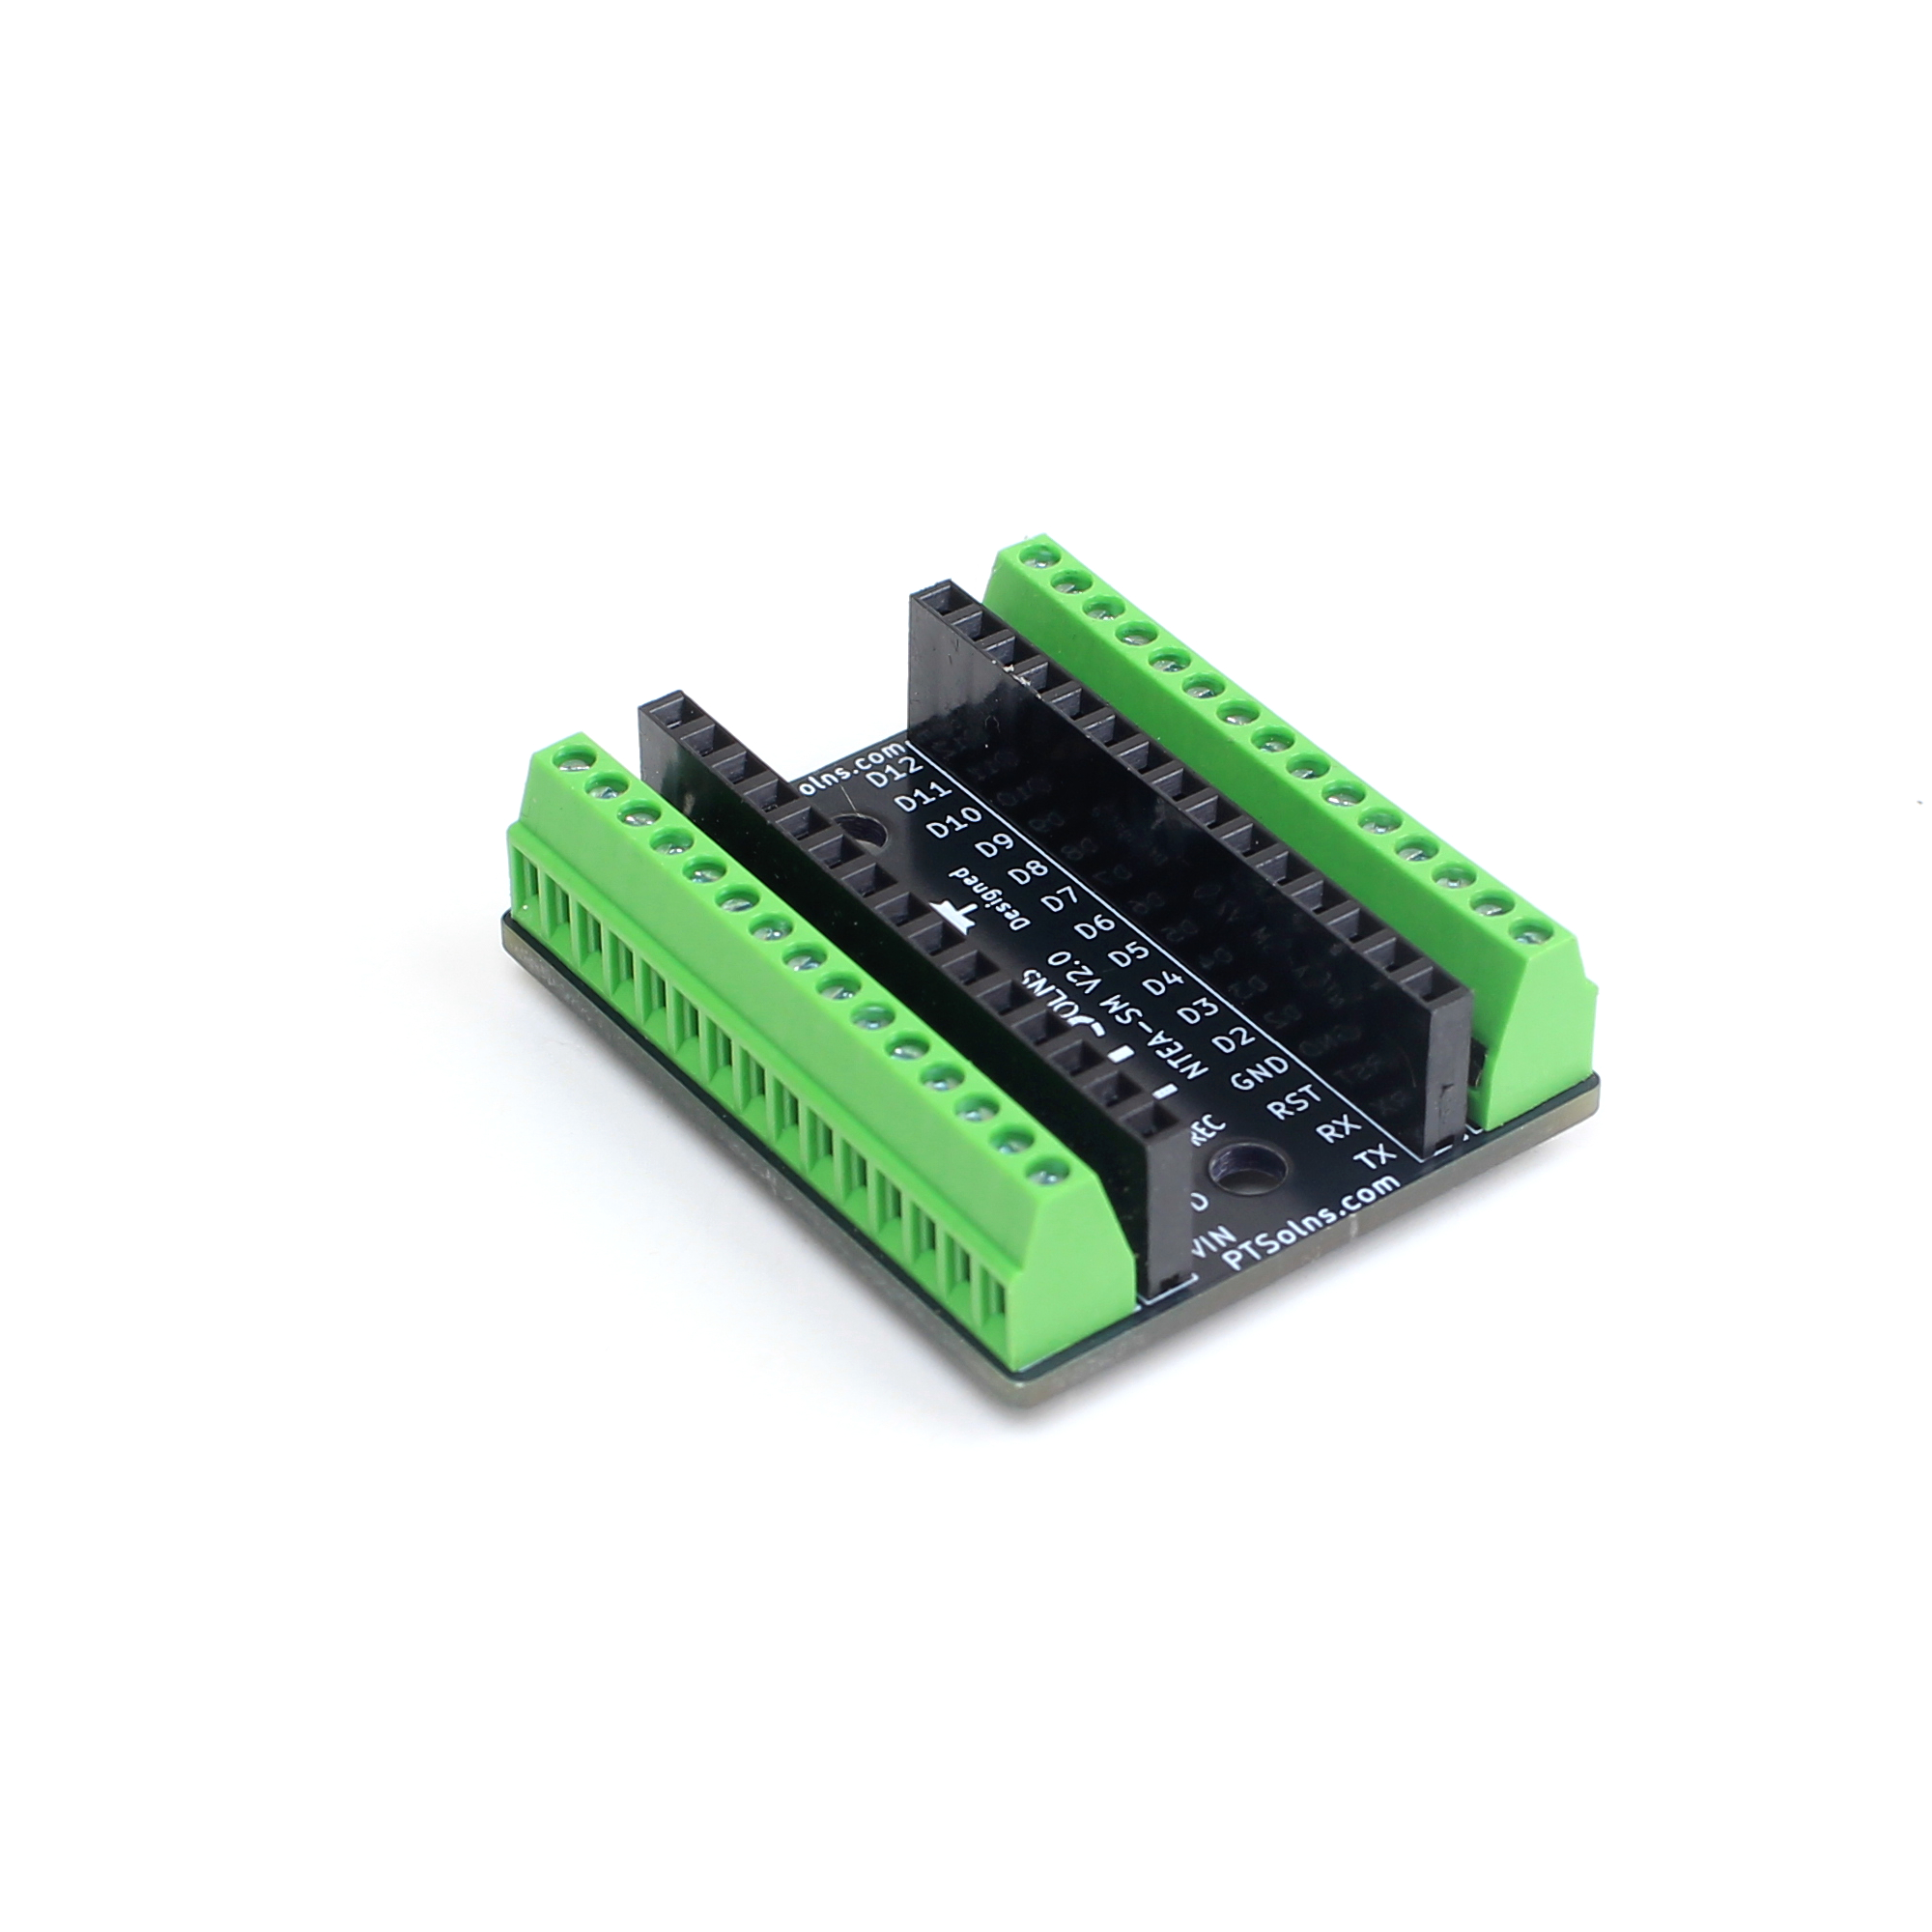 olns.com
D12
D11
D10
D9
D8
D7
D6
D5
D4
D3
D2
GND
RST
RX
TX
Designed
OLNS
NTEA-SM V2.0
REC
VIN
PTSolns.com